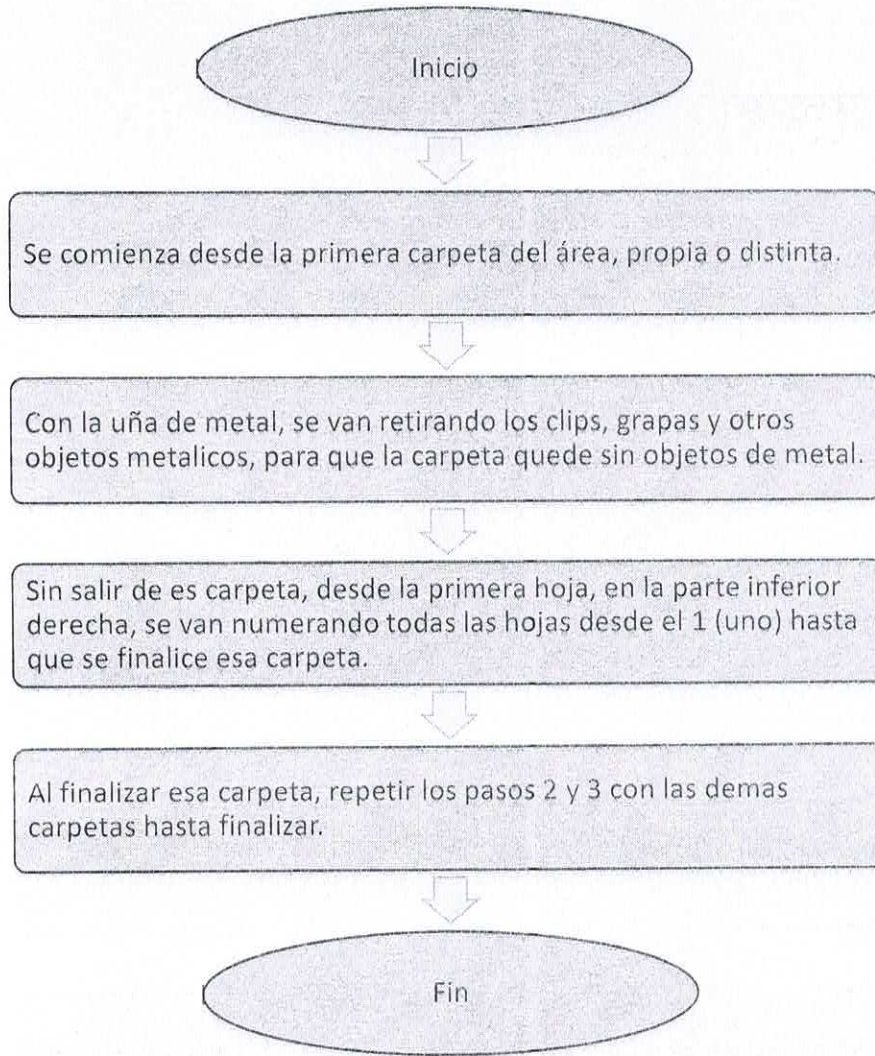 Inicio
Se comienza desde la primera carpeta del área, propia o distinta.
Con la uña de metal, se van retirando los clips, grapas y otros
objetos metalicos, para que la carpeta quede sin objetos de metal.
Sin salir de es carpeta, desde la primera hoja, en la parte inferior
derecha, se van numerando todas las hojas desde el 1 (uno) hasta
que se finalice esa carpeta.
Al finalizar esa carpeta, repetir los pasos 2 y 3 con las demas
carpetas hasta finalizar.
Fin